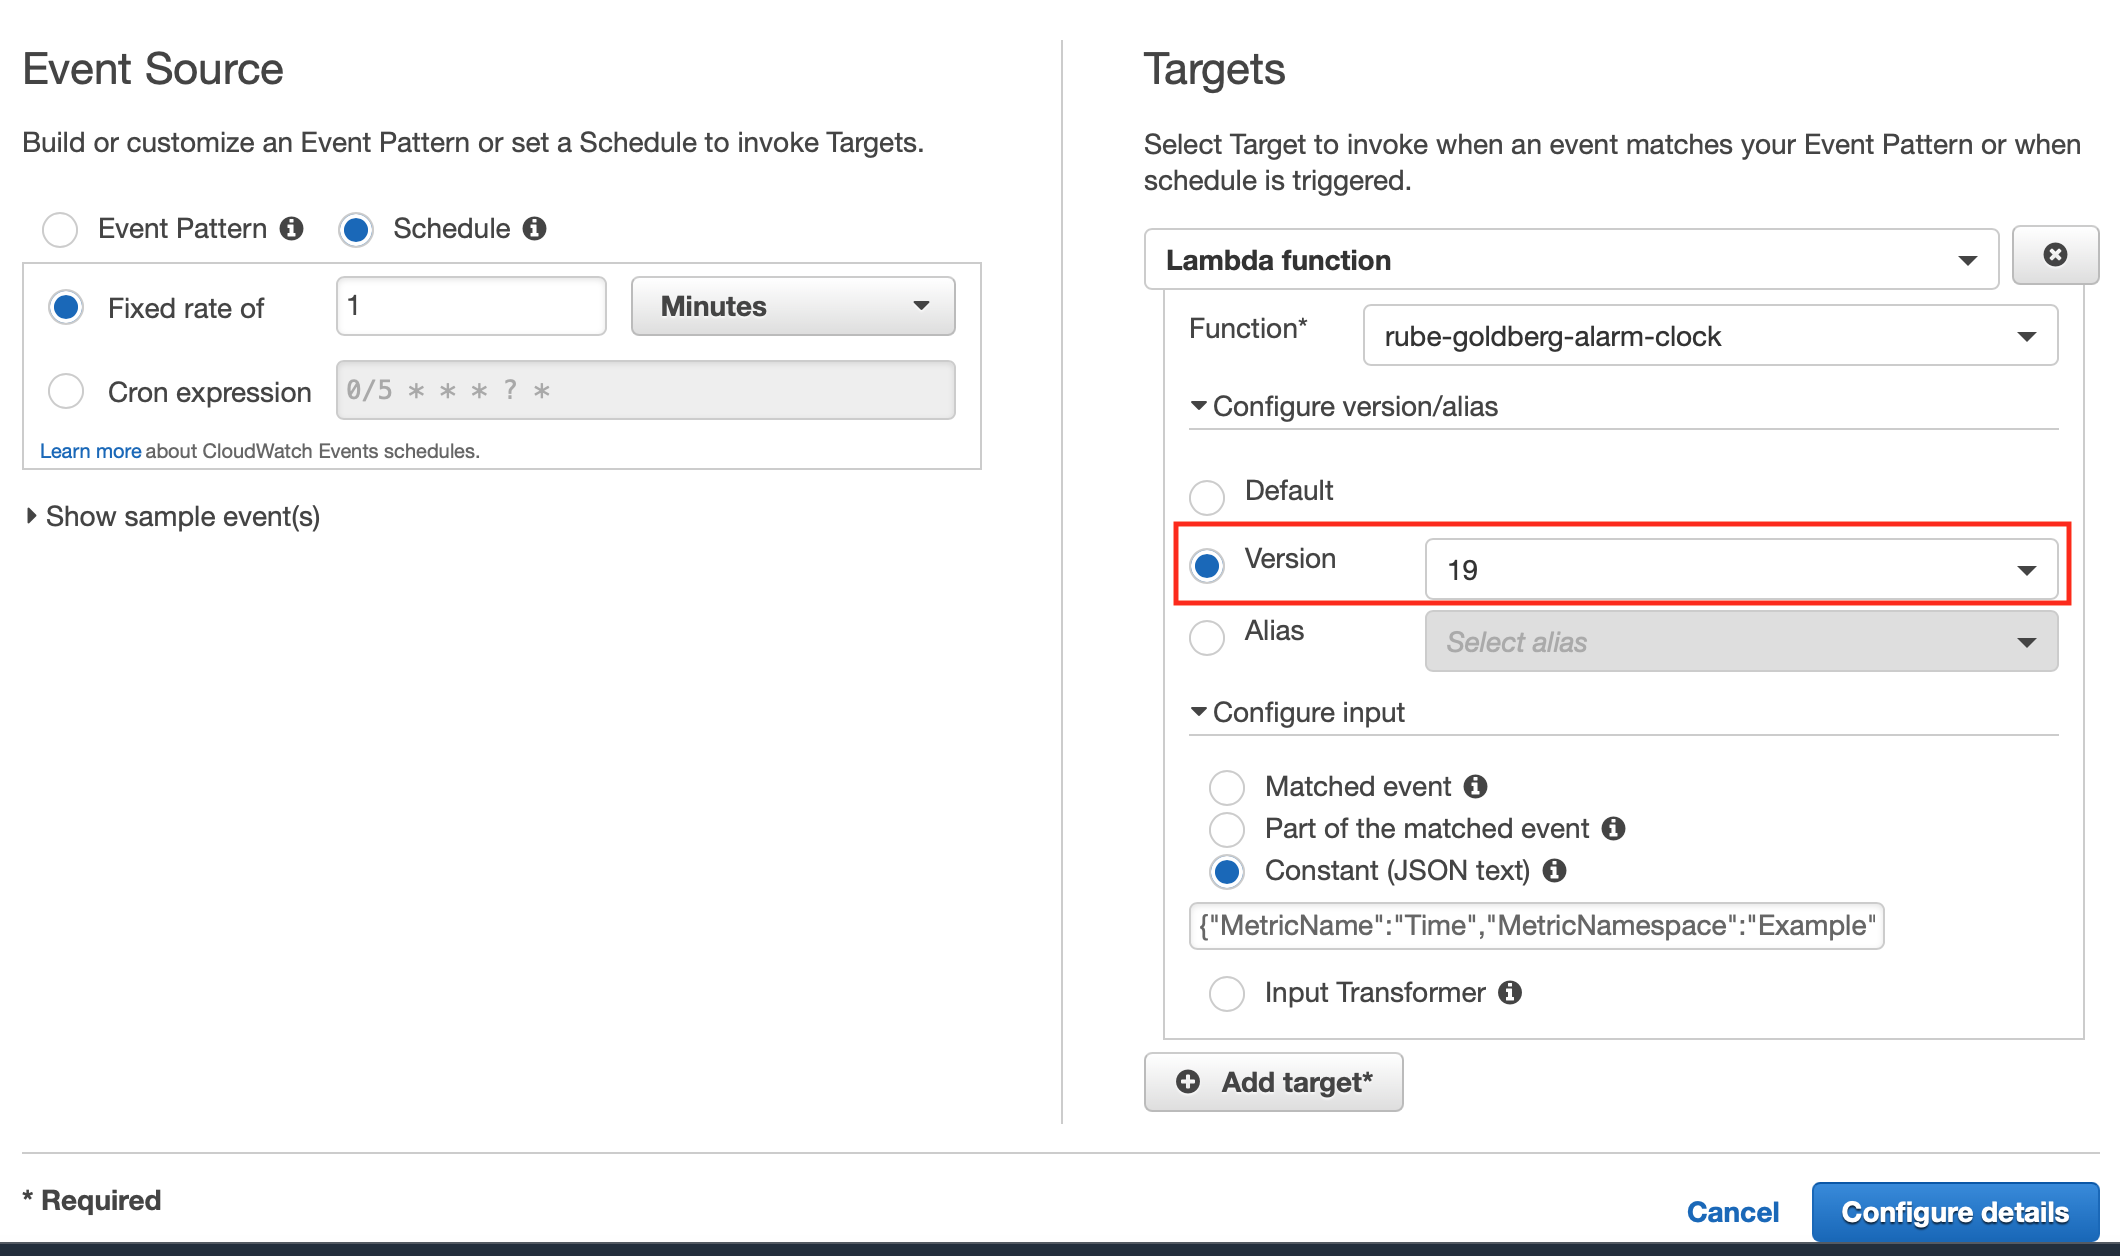 Event Source
Build or customize an Event Pattern or set a Schedule to invoke Targets.
Event Pattern Schedule
Fixed rate of 1 Minutes
Cron expression 0/5 * * * ? *
Learn more about CloudWatch Events schedules.
Show sample event(s)
Targets
Select Target to invoke when an event matches your Event Pattern or when
schedule is triggered.
Lambda function
Function* rube-goldberg-alarm-clock
Configure version/alias
Default
Version 19
Alias Select alias
Configure input
Matched event
Part of the matched event
Constant (JSON text)
{"MetricName":"Time","MetricNamespace":"Example"
Input Transformer
Add target*
* Required
Cancel Configure details